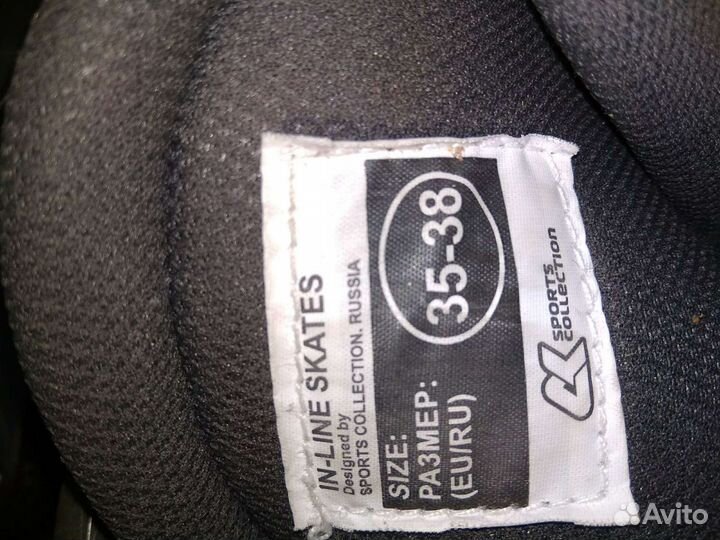 IN-LINE SKATES
Designed by
SPORTS COLLECTION. RUSSIA
SIZE:
РАЗМЕР:
(EU/RU)
35-38
SPORTS
COLLECTION
Avito